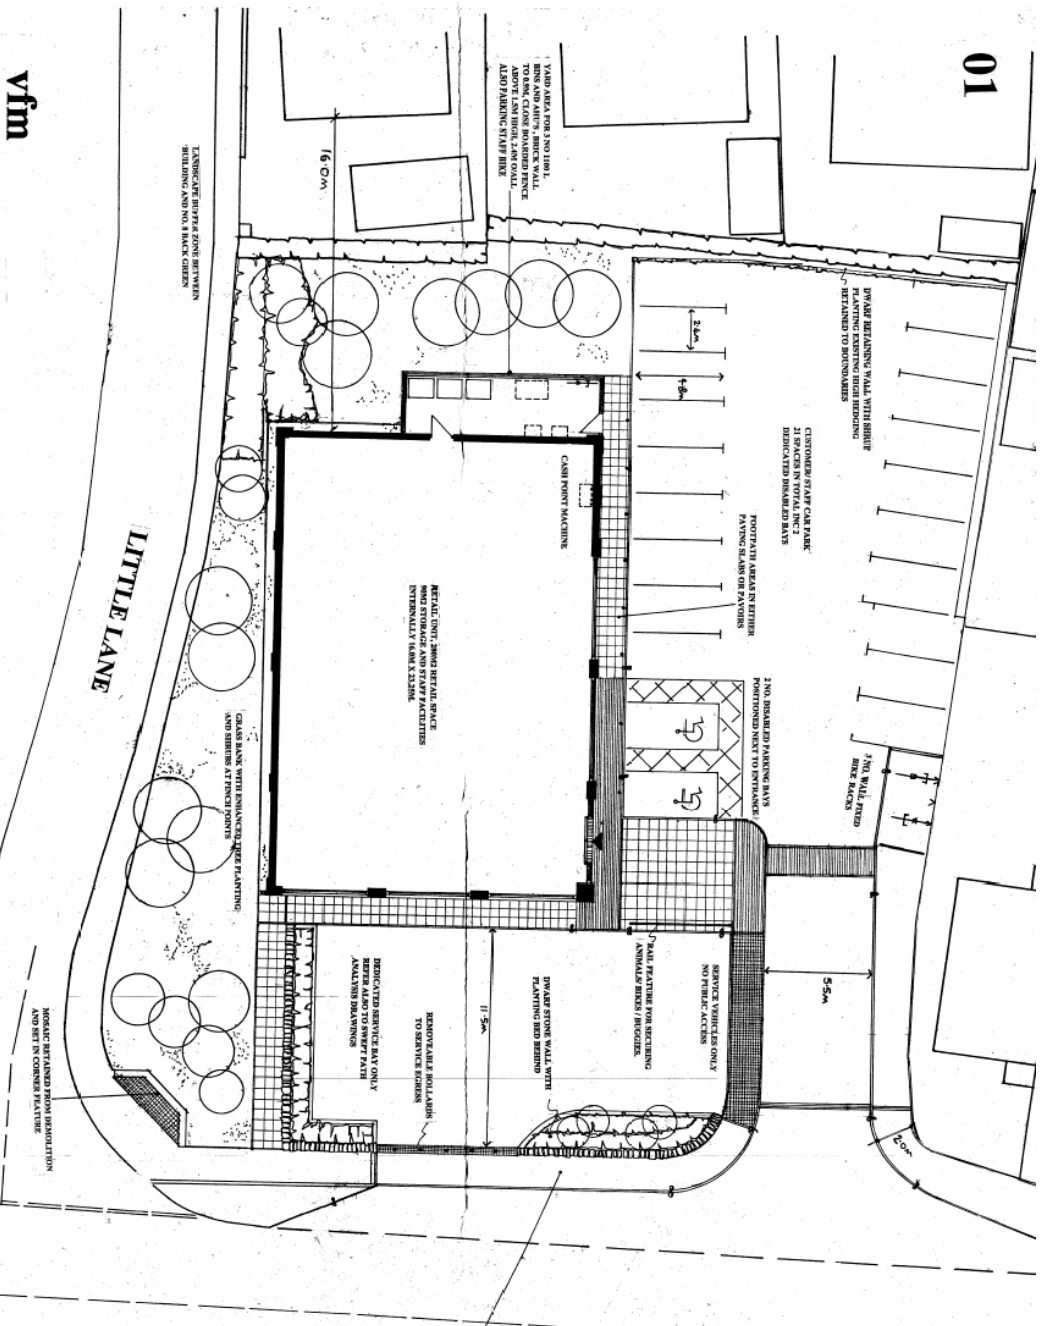 01
vfm
YARD AREA FOR 3 NO 1100 L
BINS AND AHU'S , BRICK WALL
TO 0.9M, CLOSE BOARDED FENCE
ABOVE 1.5M HIGH, 2.4M O/ALL
ALSO PARKING STAFF BIKE
16.0M
LANDSCAPE BUFFER ZONE BETWEEN
BUILDING AND NO. 8 BACK GREEN
DWARF RETAINING WALL WITH SHRUB
PLANTING EXISTING HIGH HEDGING
RETAINED TO BOUNDARIES
2.4M
4.8M
CUSTOMER/ STAFF CAR PARK
21 SPACES IN TOTAL INC 2
DEDICATED DISABLED BAYS
FOOTPATH AREAS IN EITHER
PAVING SLABS OR PAVOIRS
CASH POINT MACHINE
RETAIL UNIT, 280M2 RETAIL SPACE
90M2 STORAGE AND STAFF FACILITIES
INTERNALLY 16.0M X 23.25M.
LITTLE LANE
2 NO. DISABLED PARKING BAYS
POSITIONED NEXT TO ENTRANCE
3 NO. WALL FIXED
BIKE RACKS
GRASS BANK WITH ENHANCED TREE PLANTING
AND SHRUBS AT PINCH POINTS
SERVICE VEHICLES ONLY
NO PUBLIC ACCESS
RAIL FEATURE FOR SECURING
ANIMALS/ BIKES / BUGGIES.
5.5M
DWARF STONE WALL WITH
PLANTING BED BEHIND
11.5M
DEDICATED SERVICE BAY ONLY
REFER ALSO TO SWEPT PATH
ANALYSIS DRAWINGS
REMOVEABLE BOLLARDS
TO SERVICE EGRESS
MOSAIC RETAINED FROM DEMOLITION
AND SET IN CORNER FEATURE
2.0M